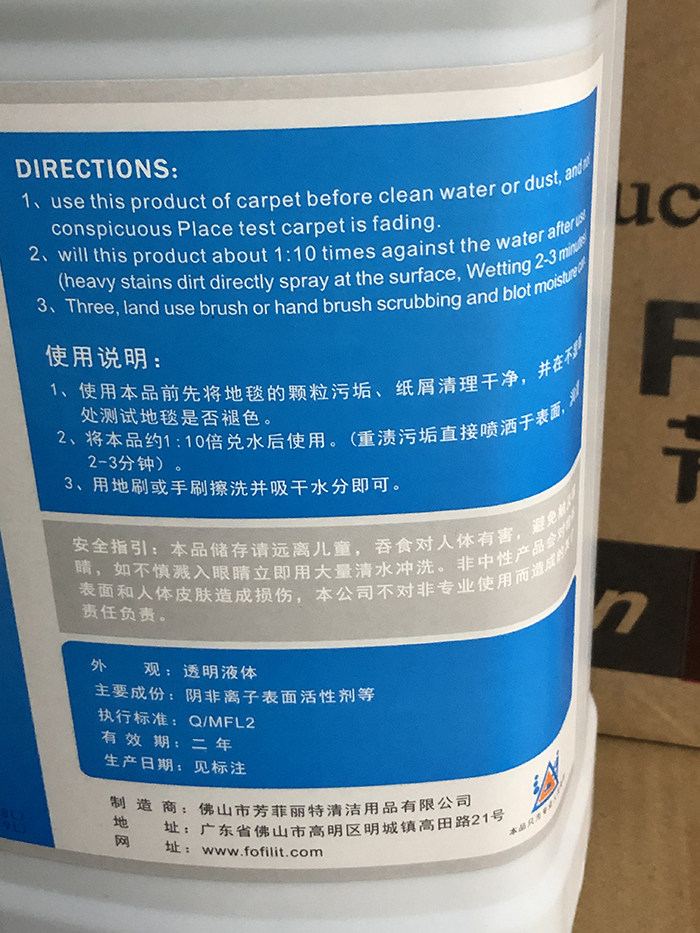 DIRECTIONS:
1、use this product of carpet before clean water or dust, and
conspicuous Place test carpet is fading.
2、will this product about 1:10 times against the water after use
(heavy stains dirt directly spray at the surface, Wetting 2-3 minutes)
3、Three, land use brush or hand brush scrubbing and blot moisture
使用说明：
1、使用本品前先将地毯的颗粒污垢、纸屑清理干净，并在不
处测试地毯是否褪色。
2、将本品约1:10倍兑水后使用。(重渍污垢直接喷洒于表面，
2-3分钟）。
3、用地刷或手刷擦洗并吸干水分即可。
安全指引：本品储存请远离儿童，吞食对人体有害，避免触及眼
睛，如不慎溅入眼睛立即用大量清水冲洗。非中性产品会对
表面和人体皮肤造成损伤，本公司不对非专业使用而造成的
责任负责。
外 观：透明液体
主要成份：阴非离子表面活性剂等
执行标准：Q/MFL2
有 效 期：二年
生产日期：见标注
制 造 商：佛山市芳菲丽特清洁用品有限公司
地 址：广东省佛山市高明区明城镇高田路21号
网 址：www.fofilit.com
uc
n